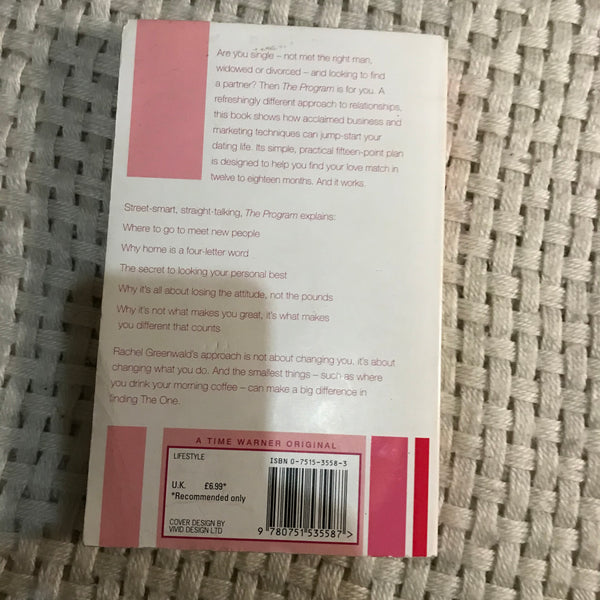 Are you single – not met the right man,
widowed or divorced – and looking to find
a partner? Then The Program is for you. A
refreshingly different approach to relationships,
this book shows how acclaimed business and
marketing techniques can jump-start your
dating life. Its simple, practical fifteen-point plan
is designed to help you find your love match in
twelve to eighteen months. And it works.
Street-smart, straight-talking, The Program explains:
Where to go to meet new people
Why home is a four-letter word
The secret to looking your personal best
Why it's all about losing the attitude, not the pounds
Why it's not what makes you great, it's what makes
you different that counts
Rachel Greenwald's approach is not about changing you, it's about
changing what you do. And the smallest things – such as where
you drink your morning coffee – can make a big difference in
finding The One.
A TIME WARNER ORIGINAL
LIFESTYLE
U.K. £6.99*
*Recommended only
COVER DESIGN BY
VIVID DESIGN LTD
ISBN 0-7515-3558-3
9 780751 535587 >